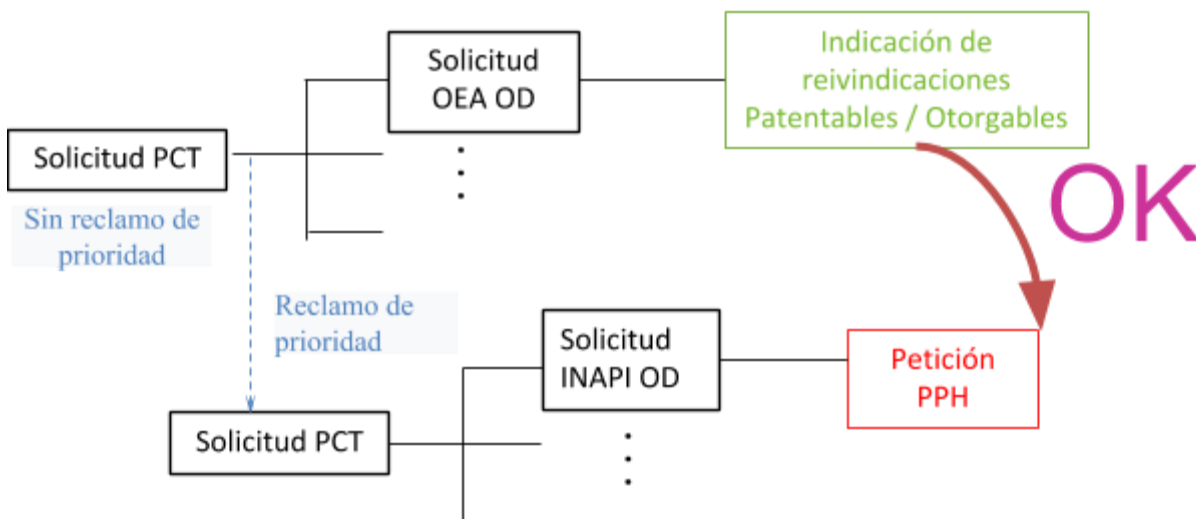 Solicitud
OEA OD
Indicación de
reivindicaciones
Patentables / Otorgables
Solicitud PCT
Sin reclamo de
prioridad
OK
Reclamo de
prioridad
Solicitud
INAPI OD
Petición
PPH
Solicitud PCT